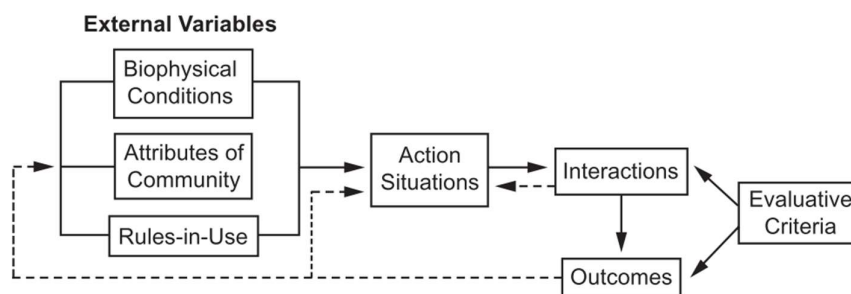 External Variables
Biophysical
Conditions
Attributes of
Community
Rules-in-Use
Action
Situations
Interactions
Outcomes
Evaluative
Criteria